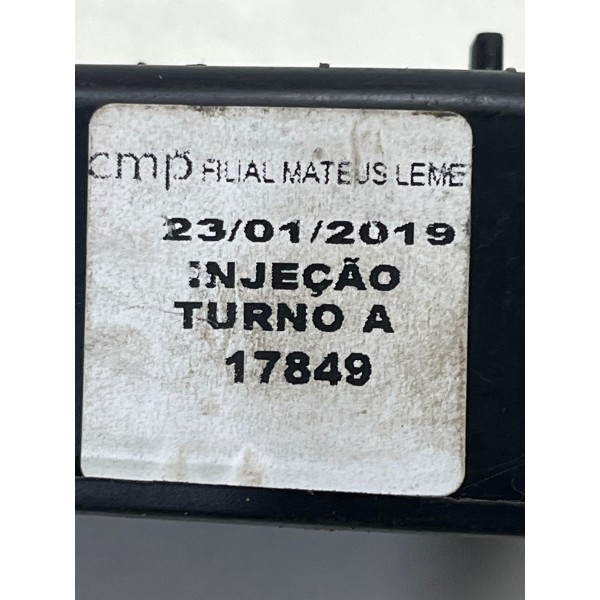 cmp FILIAL MATEUS LEME
23/01/2019
INJEÇÃO
TURNO A
17849